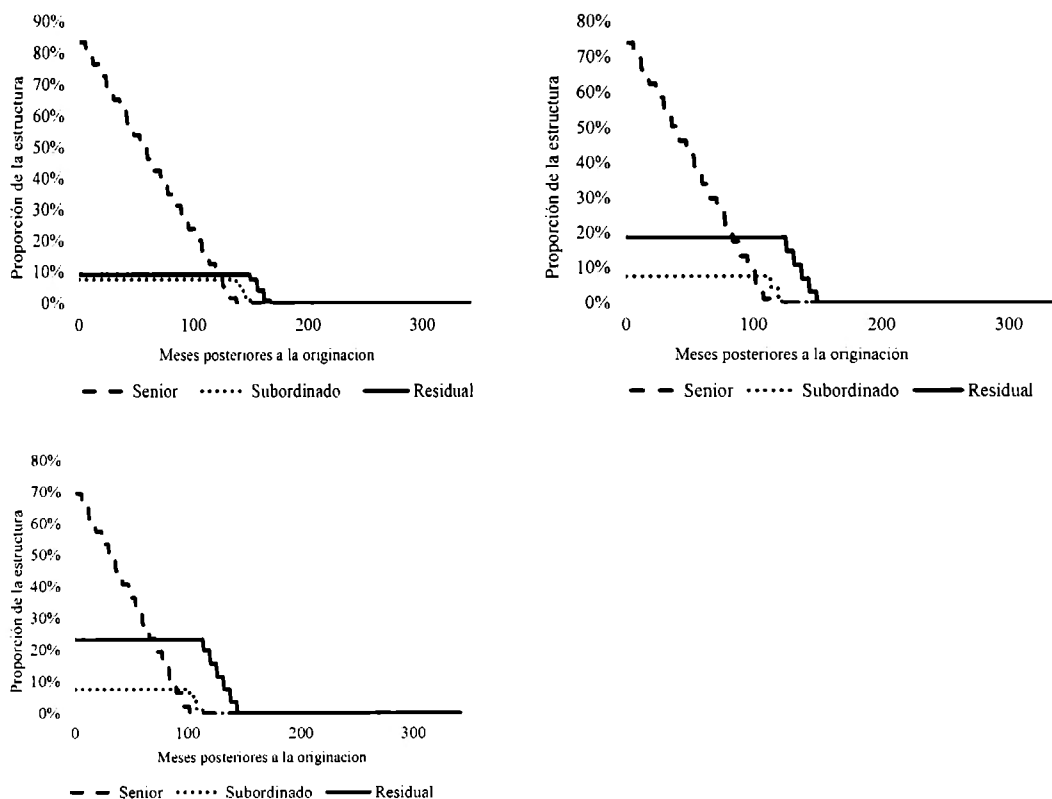 90%
80%
70%
60%
50%
40%
30%
20%
10%
0%
Proporción de la estructura
0 100 200 300
Meses posteriores a la originacion
Senior Subordinado Residual
80%
70%
60%
50%
40%
30%
20%
10%
0%
Proporción de la estructura
0 100 200 300
Meses posteriores a la originación
Senior Subordinado Residual
80%
70%
60%
50%
40%
30%
20%
10%
0%
Proporción de la estructura
0 100 200 300
Meses posteriores a la originacion
Senior Subordinado Residual